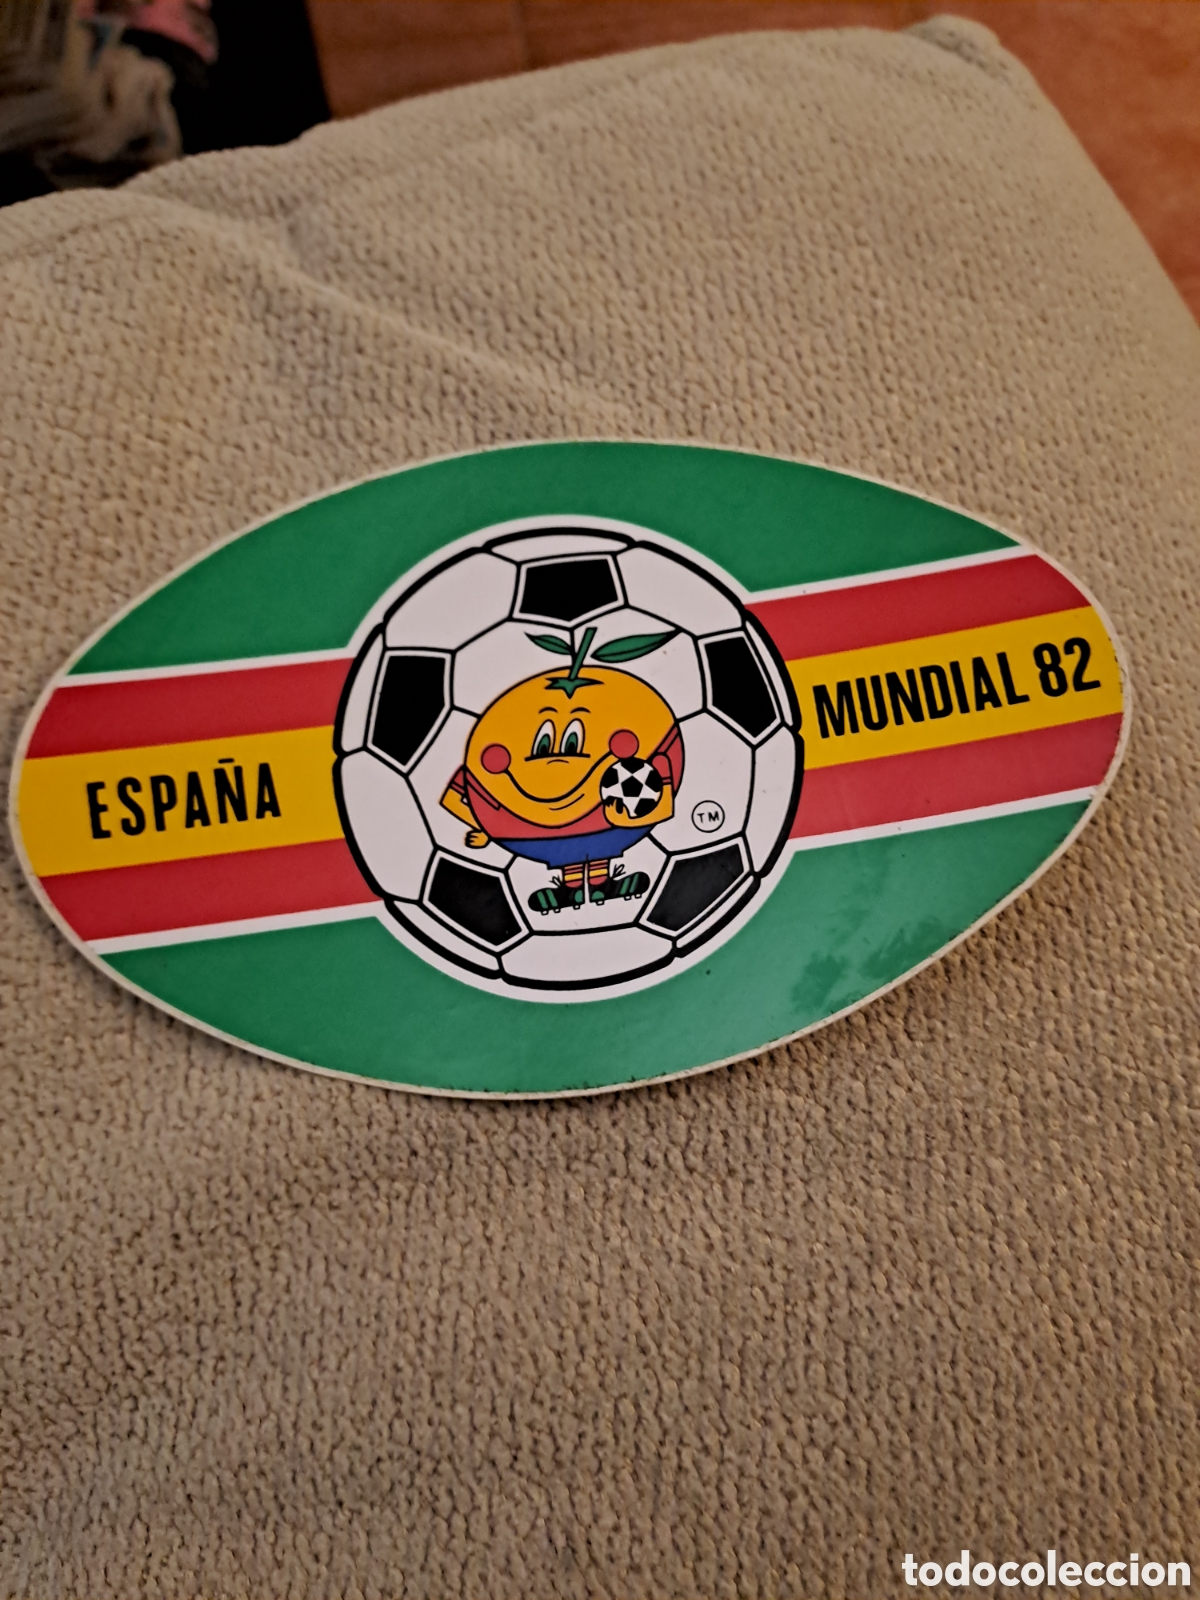 ESPAÑA
MUNDIAL 82
TM
todocoleccion